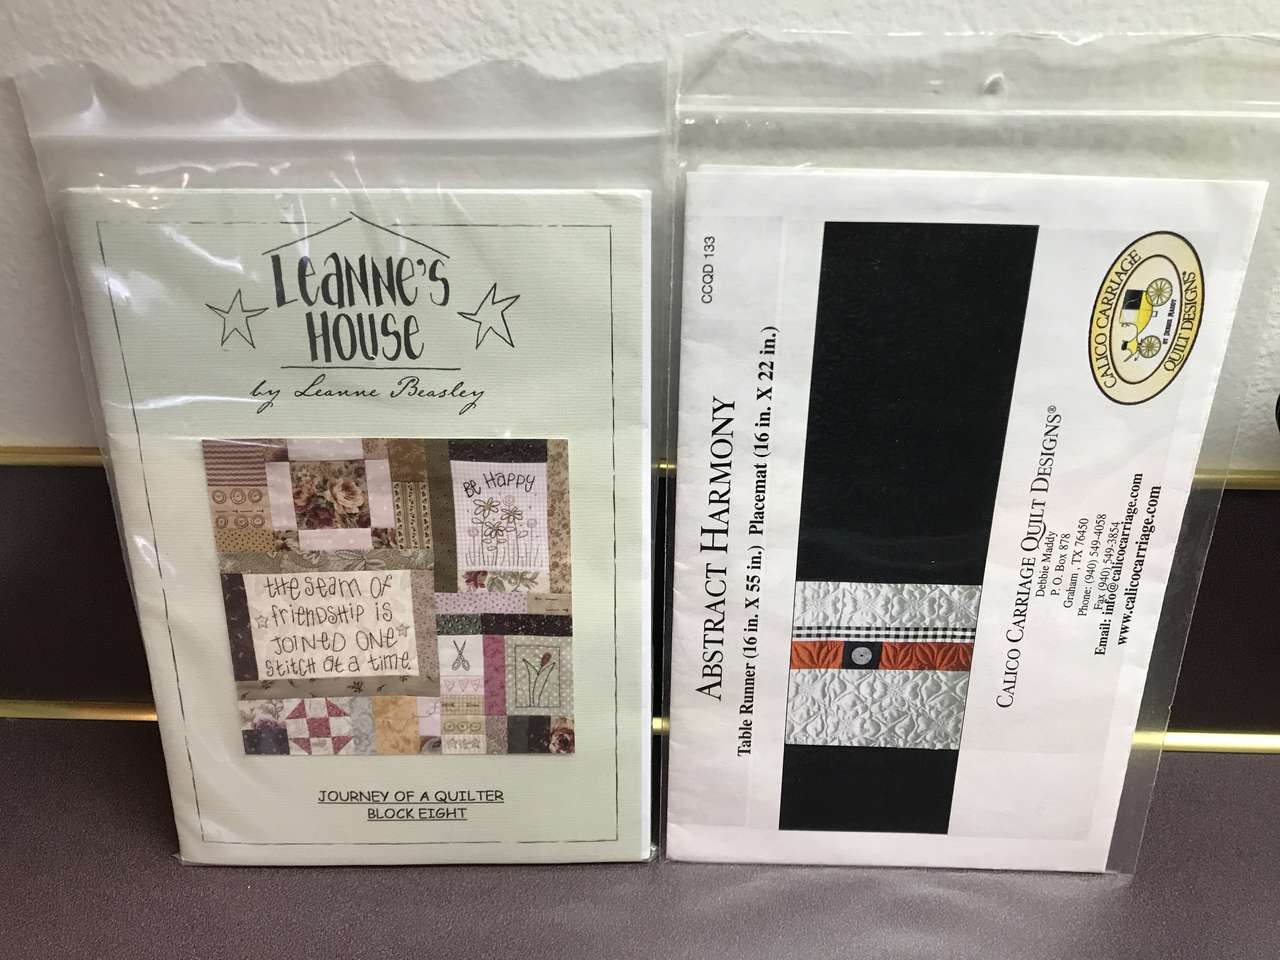 LEANNE'S
HOUSE
by Leanne Beasley
Be Happy
the seam of
friendship is
JOINED ONE
stitch at a time.
JOURNEY OF A QUILTER
BLOCK EIGHT
CCQD 133
ABSTRACT HARMONY
Table Runner (16 in. X 55 in.) Placemat (16 in. X 22 in.)
CALICO CARRIAGE
BY DEBBIE MADDY
QUILT DESIGNS®
CALICO CARRIAGE QUILT DESIGNS®
Debbie Maddy
P. O. Box 878
Graham , TX 76450
Phone: (940) 549-4058
Fax (940) 549-3854
Email: info@calicocarriage.com
www.calicocarriage.com